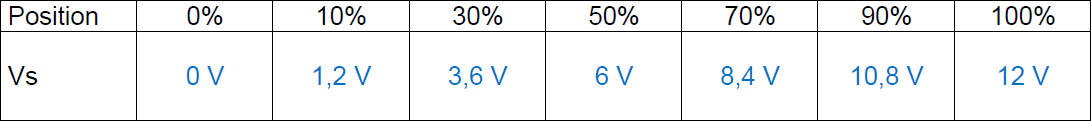 Position 0% 10% 30% 50% 70% 90% 100%
Vs 0 V 1,2 V 3,6 V 6 V 8,4 V 10,8 V 12 V